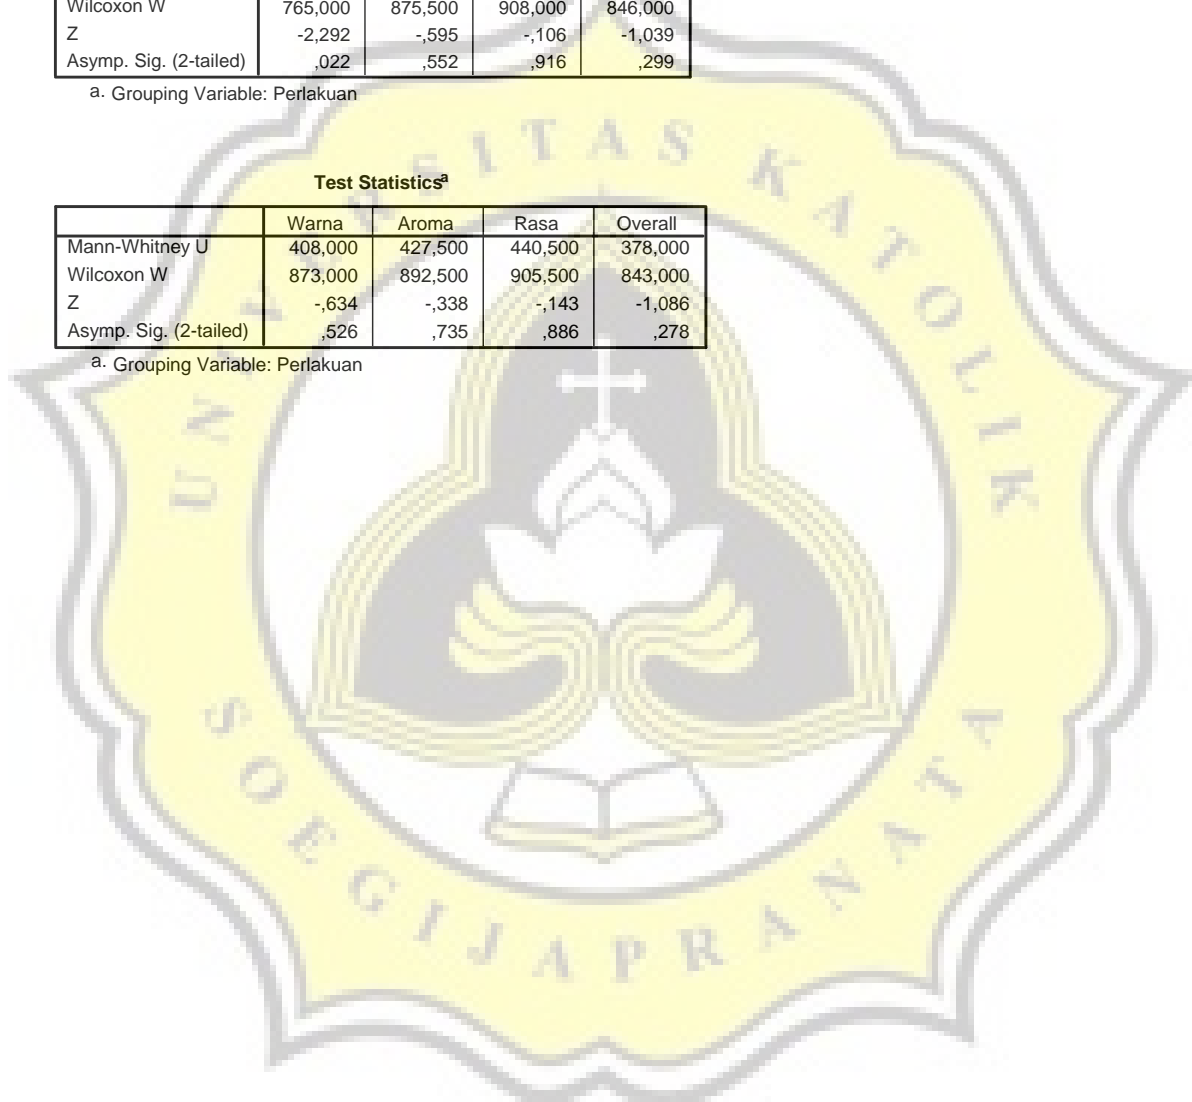 Wilcoxon W 765,000 875,500 908,000 846,000
Z -2,292 -,595 -,106 -1,039
Asymp. Sig. (2-tailed) ,022 ,552 ,916 ,299
a. Grouping Variable: Perlakuan
Test Statistics^a
Warna Aroma Rasa Overall
Mann-Whitney U 408,000 427,500 440,500 378,000
Wilcoxon W 873,000 892,500 905,500 843,000
Z -,634 -,338 -,143 -1,086
Asymp. Sig. (2-tailed) ,526 ,735 ,886 ,278
a. Grouping Variable: Perlakuan
UNIVERSITAS KATOLIK
SOEGIJAPRANATA